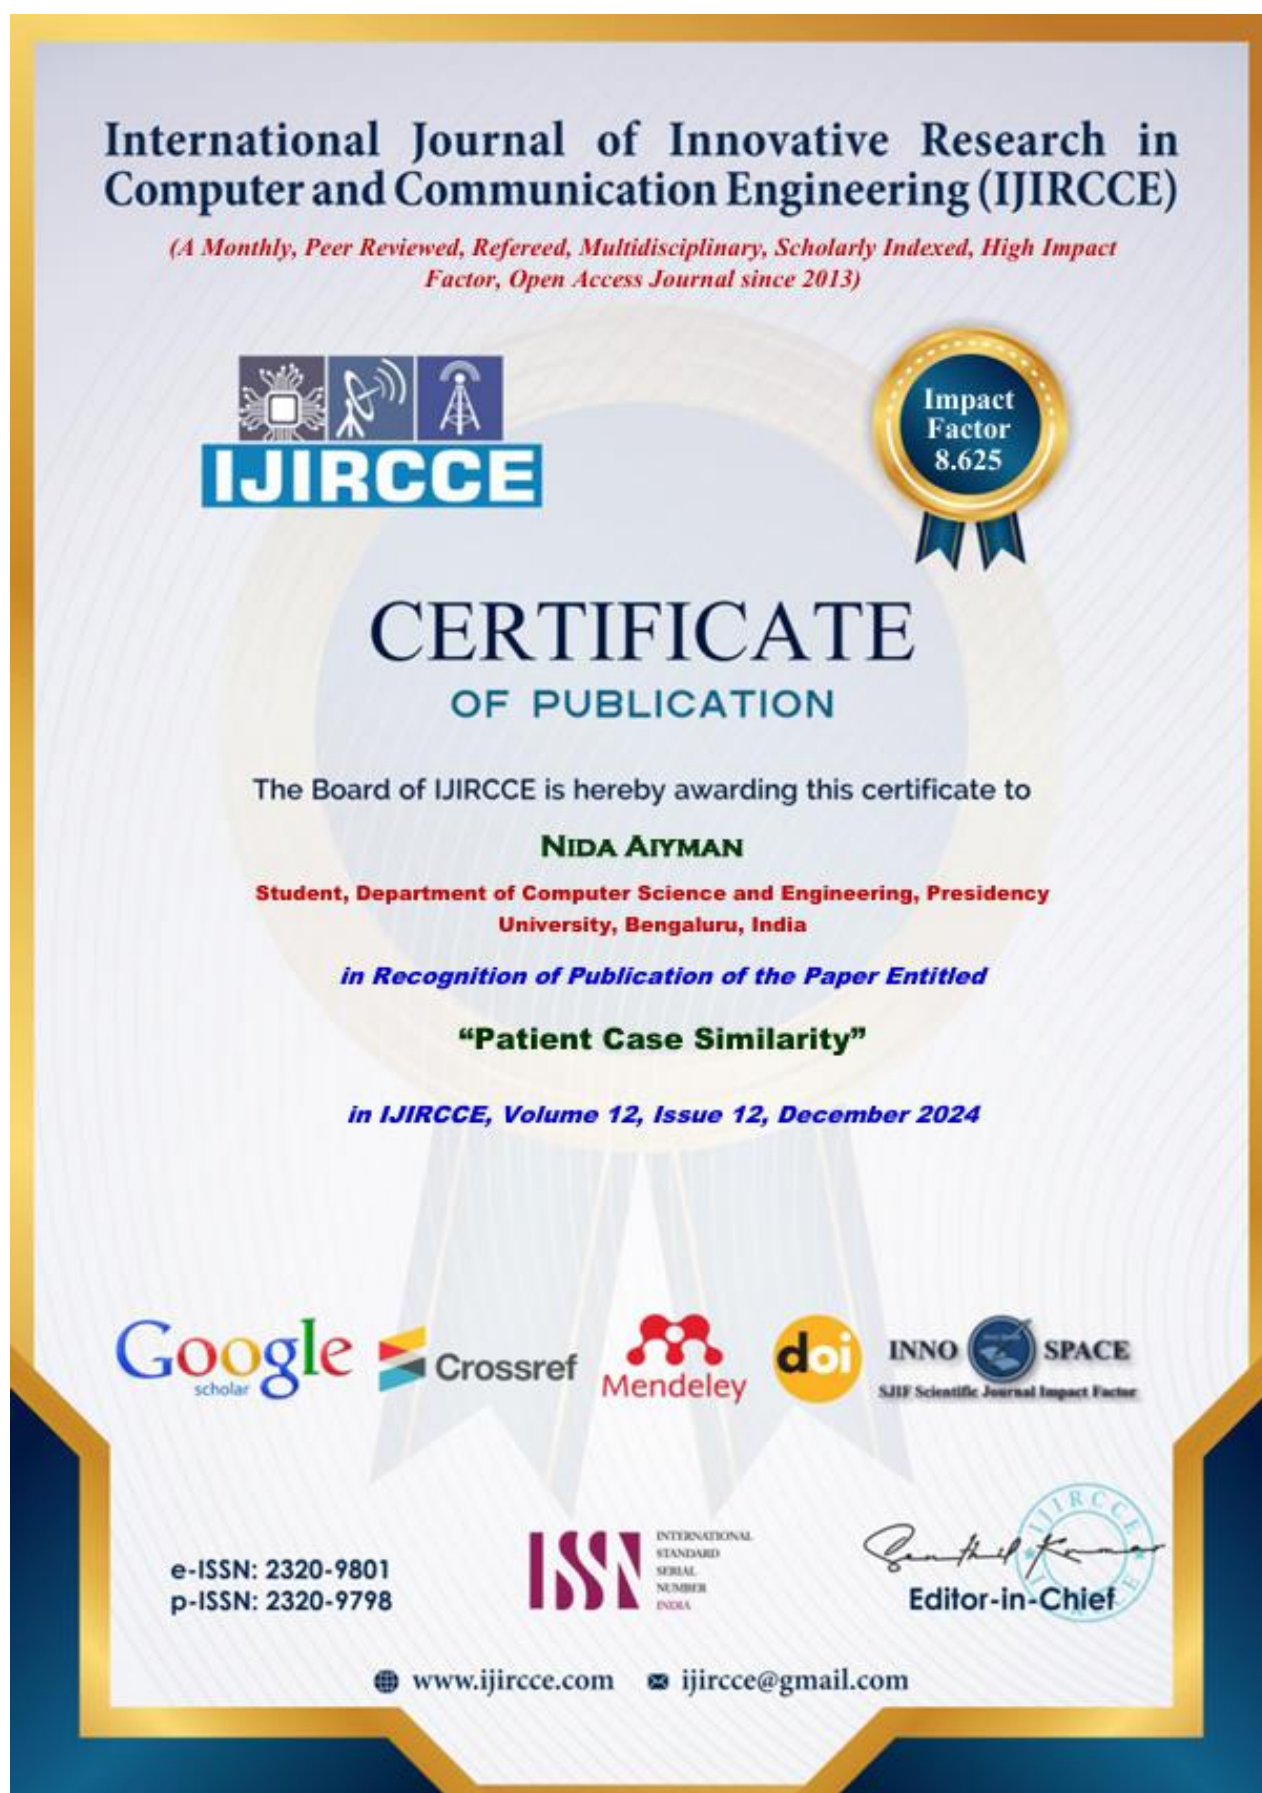 International Journal of Innovative Research in
Computer and Communication Engineering (IJIRCCE)
(A Monthly, Peer Reviewed, Refereed, Multidisciplinary, Scholarly Indexed, High Impact
Factor, Open Access Journal since 2013)
IJIRCCE
Impact
Factor
8.625
CERTIFICATE
OF PUBLICATION
The Board of IJIRCCE is hereby awarding this certificate to
NIDA AIYMAN
Student, Department of Computer Science and Engineering, Presidency
University, Bengaluru, India
in Recognition of Publication of the Paper Entitled
“Patient Case Similarity”
in IJIRCCE, Volume 12, Issue 12, December 2024
Google
scholar
Crossref
Mendeley
doi
INNO SPACE
SJIF Scientific Journal Impact Factor
e-ISSN: 2320-9801
p-ISSN: 2320-9798
ISSN
INTERNATIONAL
STANDARD
SERIAL
NUMBER
INDIA
IJIRCCE
Senthil Kumar
Editor-in-Chief
www.ijircce.com ijircce@gmail.com